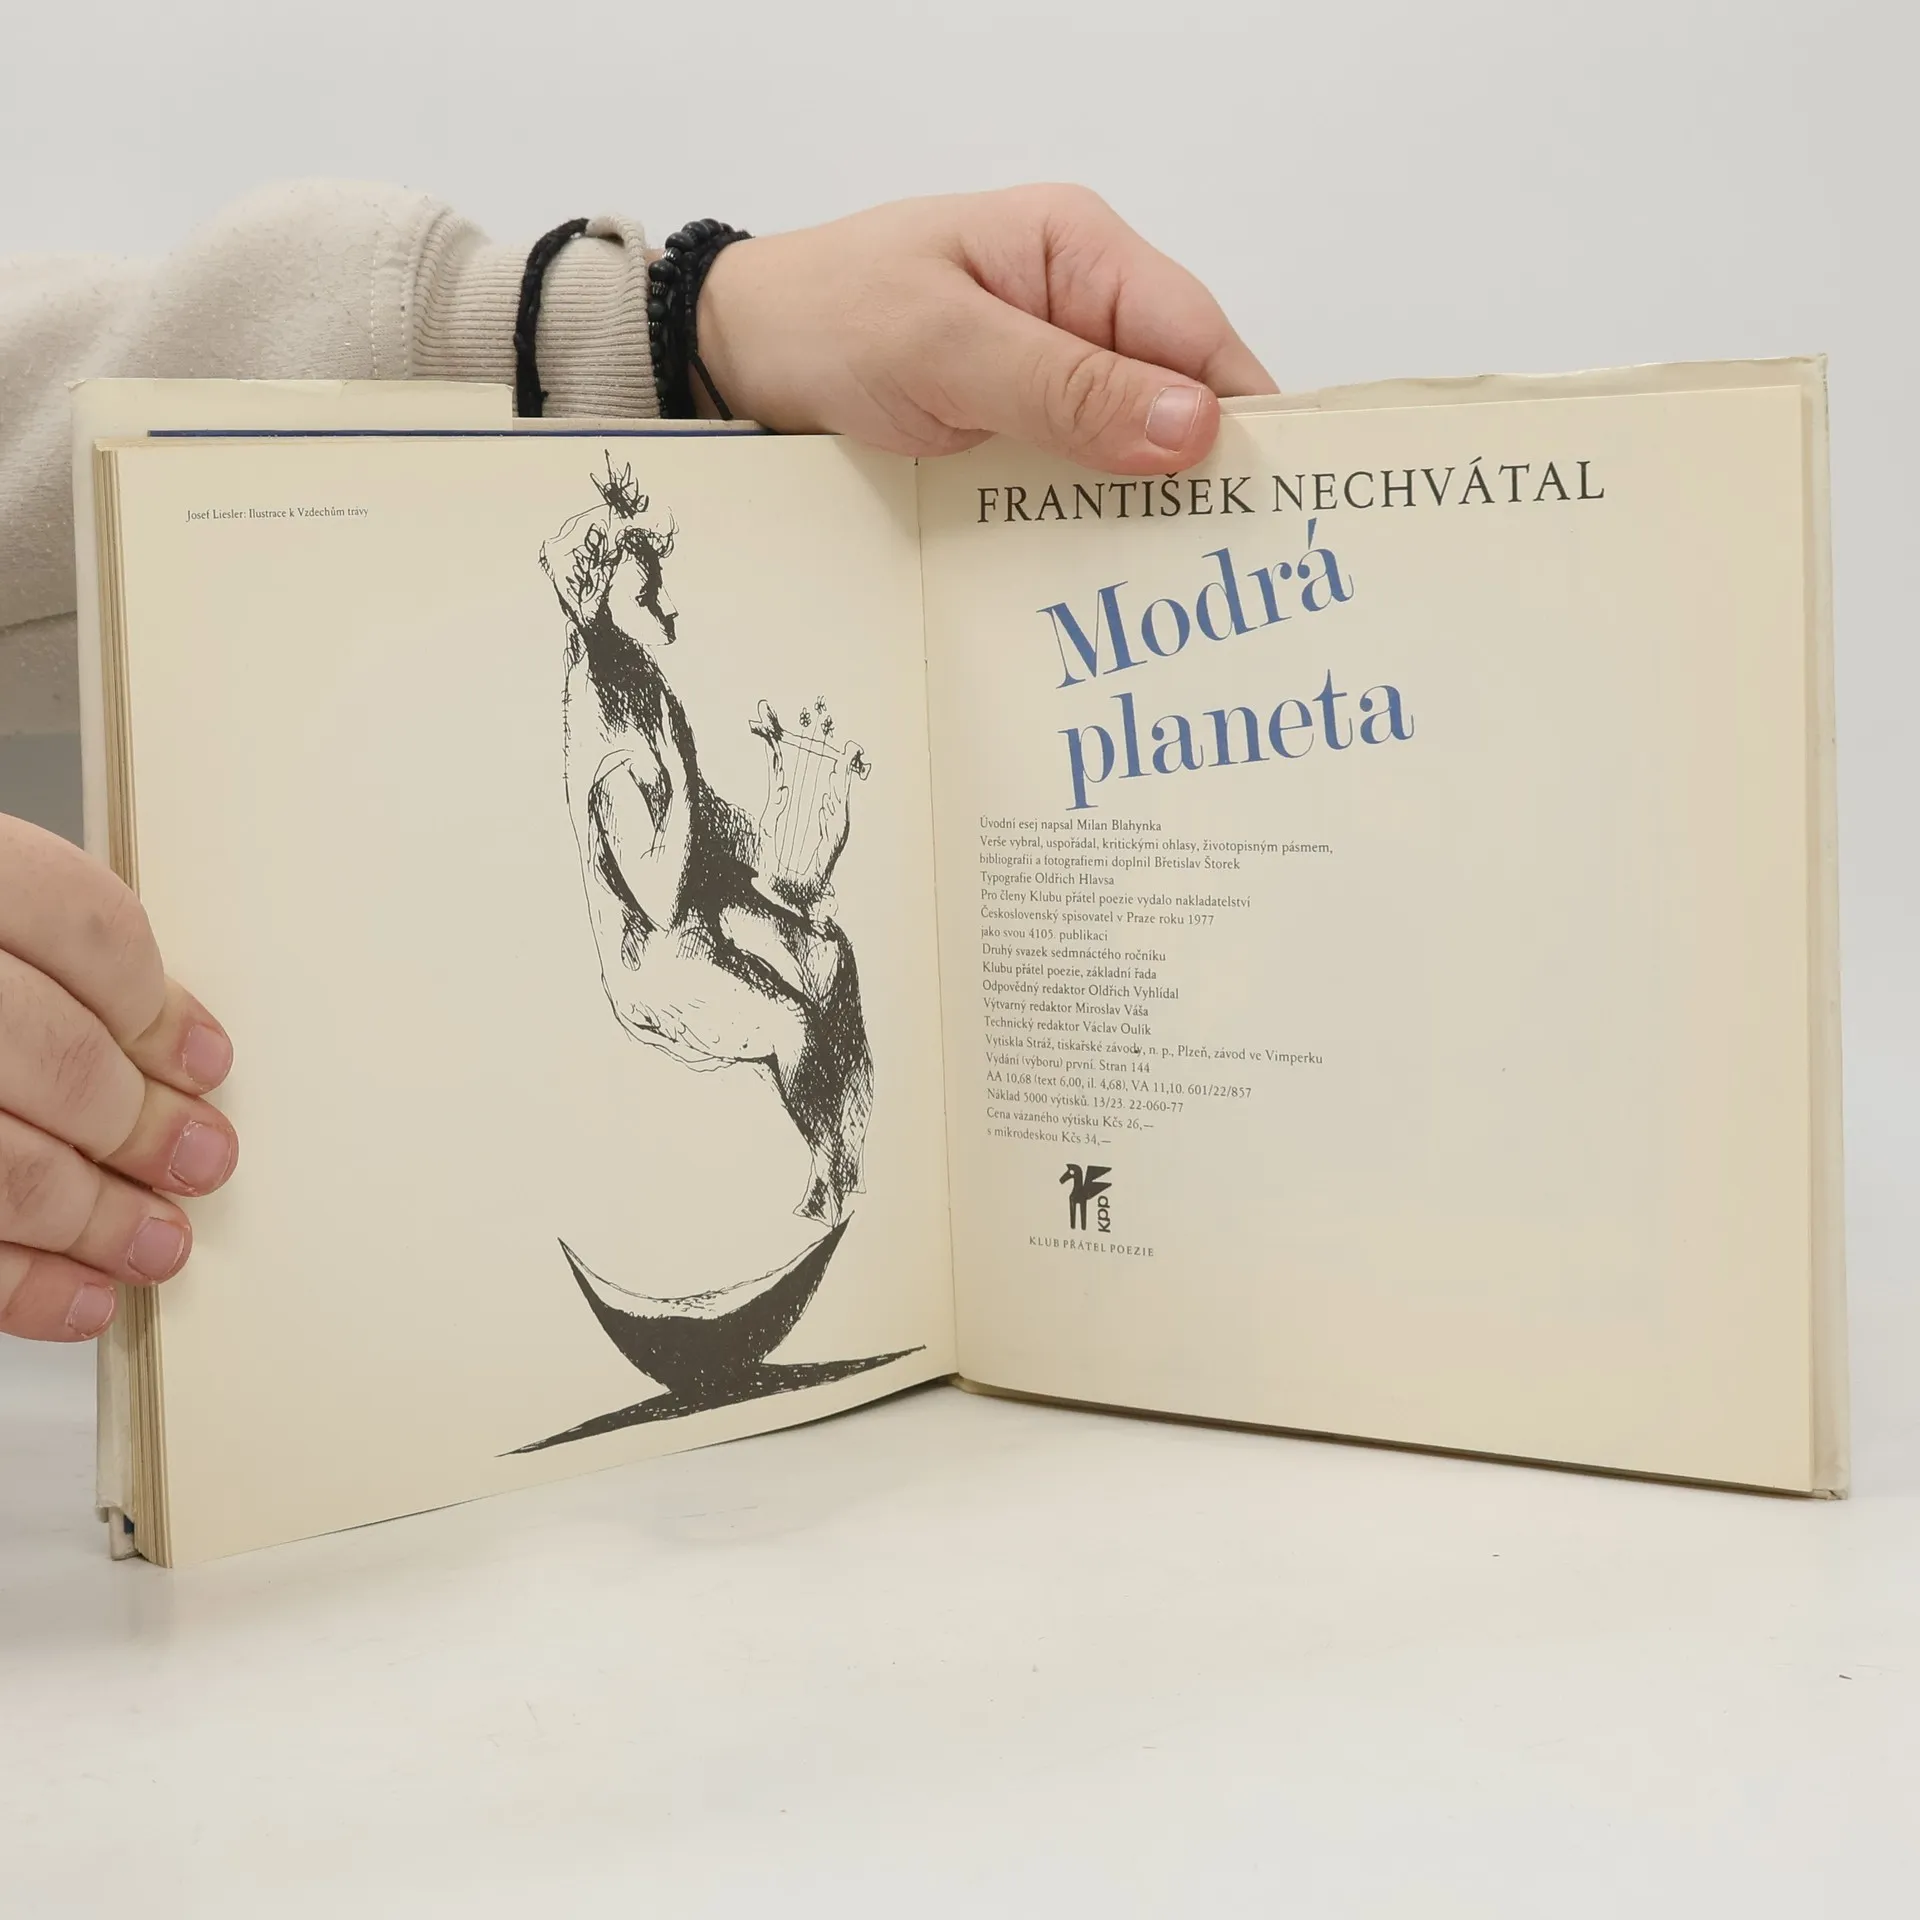 Josef Liesler: Ilustrace k Vzdechům trávy
FRANTIŠEK NECHVÁTAL
Modrá
planeta
Úvodní esej napsal Milan Blahynka
Verše vybral, uspořádal, kritickými ohlasy, životopisným pásmem,
bibliografií a fotografiemi doplnil Břetislav Štorek
Typografie Oldřich Hlavsa
Pro členy Klubu přátel poezie vydalo nakladatelství
Československý spisovatel v Praze roku 1977
jako svou 4105. publikaci
Druhý svazek sedmnáctého ročníku
Klubu přátel poezie, základní řada
Odpovědný redaktor Oldřich Vyhlídal
Výtvarný redaktor Miroslav Váša
Technický redaktor Václav Oulík
Vytiskla Stráž, tiskařské závody, n. p., Plzeň, závod ve Vimperku
Vydání (výboru) první. Stran 144
AA 10,68 (text 6,00, il. 4,68), VA 11,10. 601/22/857
Náklad 5000 výtisků. 13/23. 22-060-77
Cena vázaného výtisku Kčs 26,—
s mikrodeskou Kčs 34,—
kpp
KLUB PŘÁTEL POEZIE